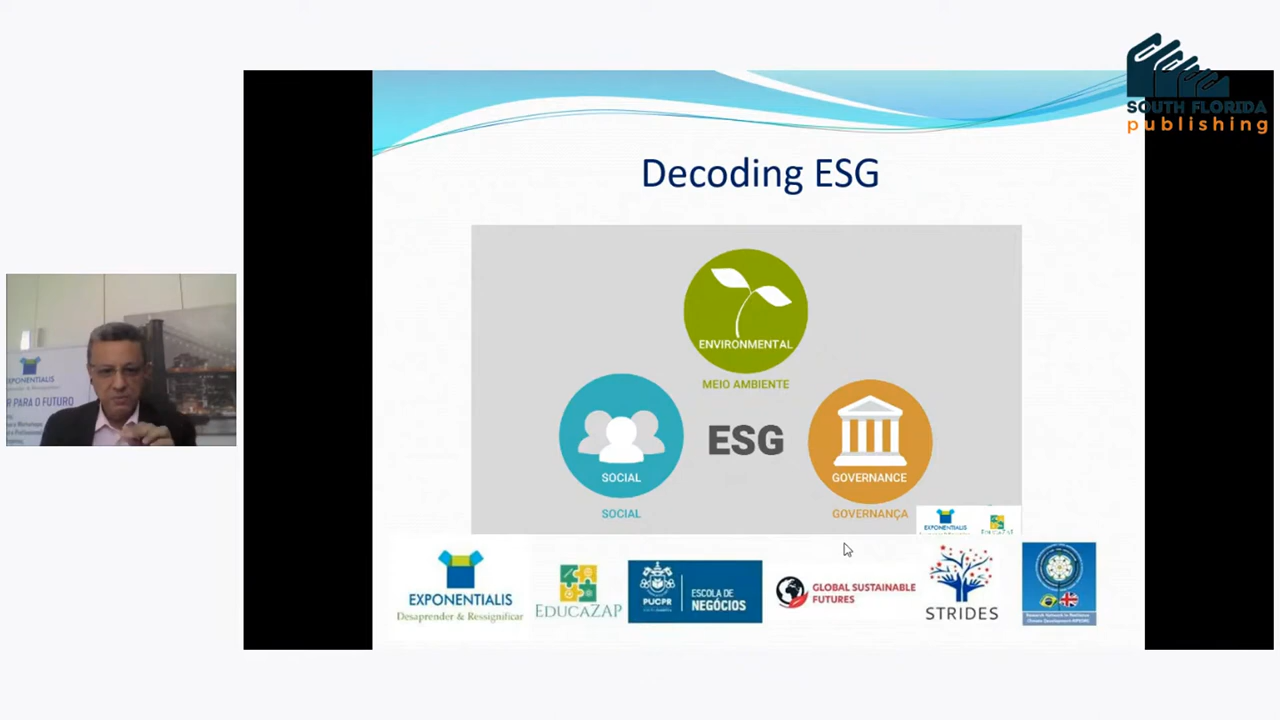 SOUTH FLORIDA
publishing
Decoding ESG
ENVIRONMENTAL
MEIO AMBIENTE
ESG
SOCIAL
SOCIAL
GOVERNANCE
GOVERNANÇA
EXPONENTIALIS
R PARA O FUTURO
EXPONENTIALIS
EXPONENTIALIS
Desaprender & Ressignificar
EDUCAZAP
PUCPR
ESCOLA DE
NEGÓCIOS
GLOBAL SUSTAINABLE
FUTURES
STRIDES